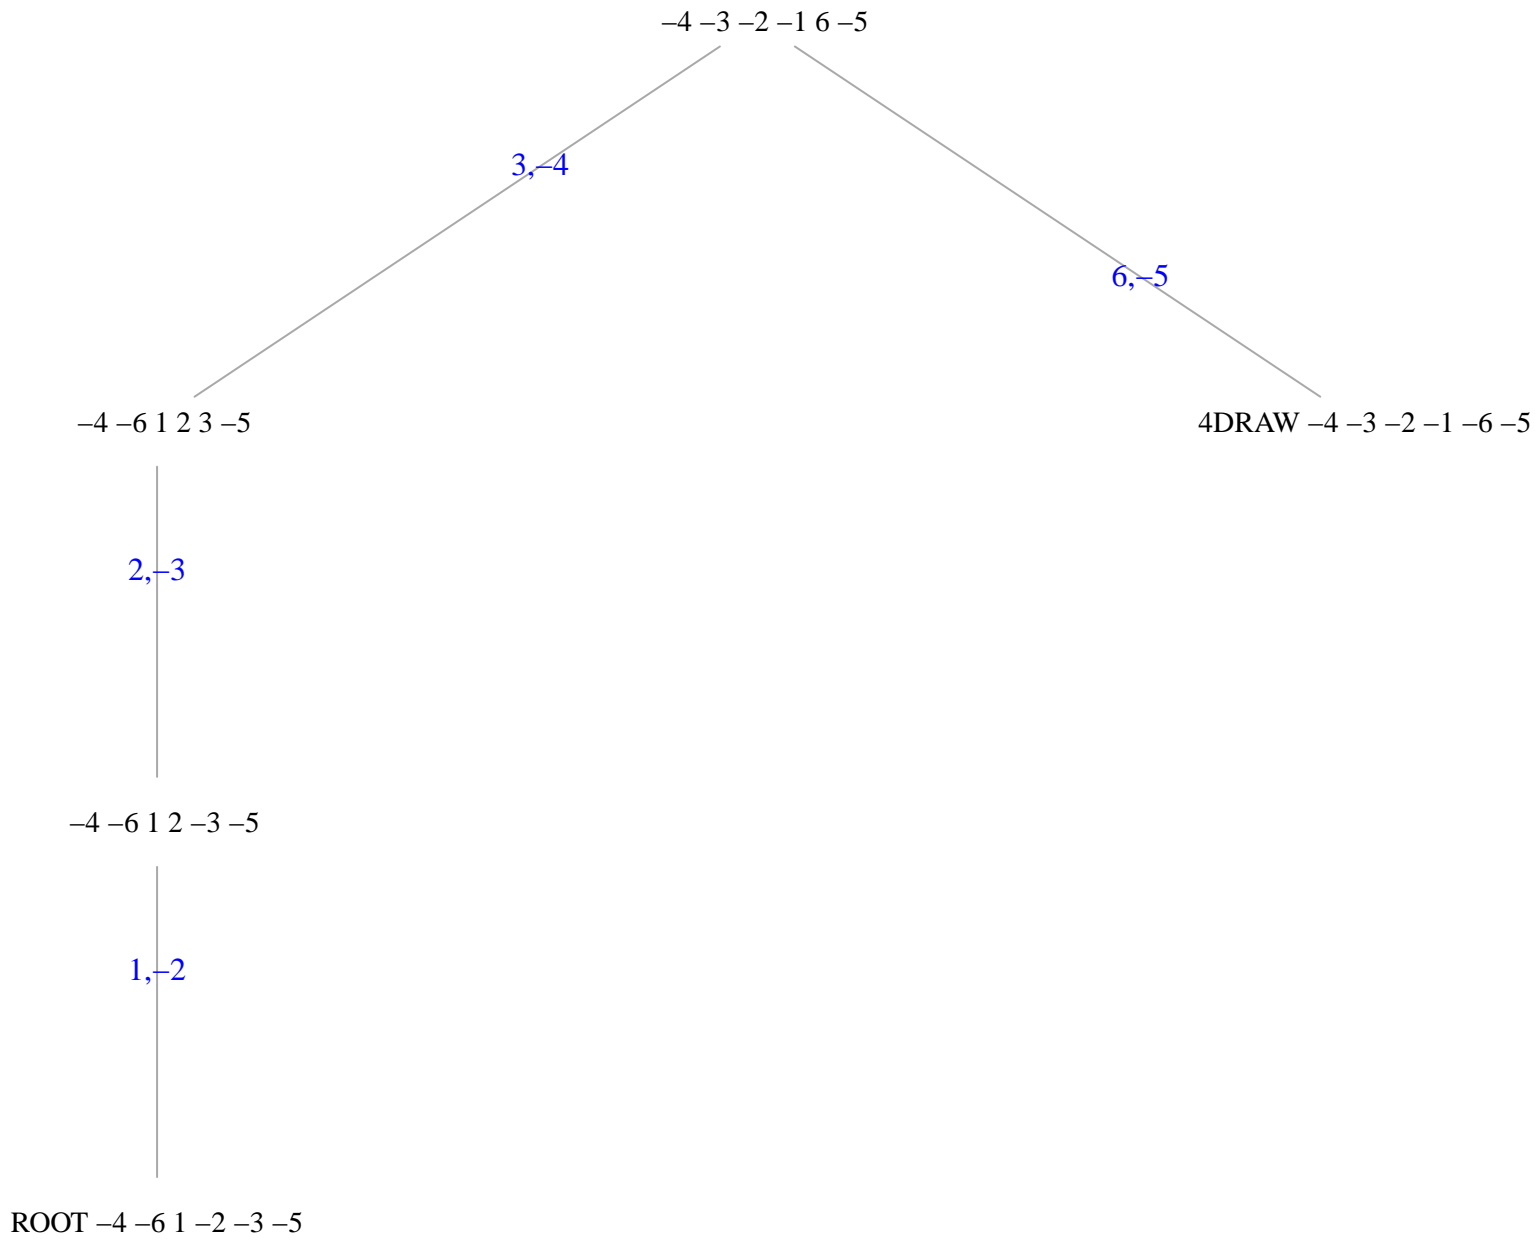 –4 –3 –2 –1 6 –5
3,–4
6,–5
–4 –6 1 2 3 –5
4DRAW –4 –3 –2 –1 –6 –5
2,–3
–4 –6 1 2 –3 –5
1,–2
ROOT –4 –6 1 –2 –3 –5